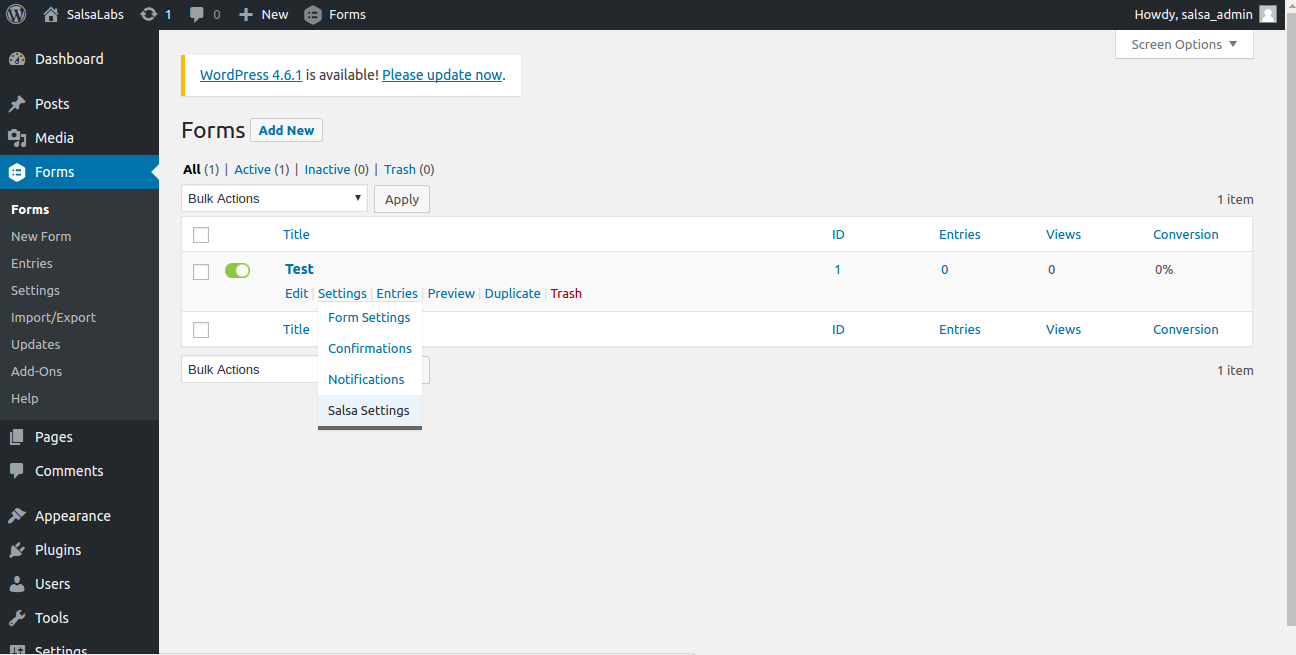 SalsaLabs 1 0 New Forms Howdy, salsa_admin
Screen Options
Dashboard
Posts
Media
Forms
Forms
New Form
Entries
Settings
Import/Export
Updates
Add-Ons
Help
Pages
Comments
Appearance
Plugins
Users
Tools
Settings
WordPress 4.6.1 is available! Please update now.
Forms Add New
All (1) | Active (1) | Inactive (0) | Trash (0)
Bulk Actions Apply 1 item
Title ID Entries Views Conversion
Test 1 0 0 0%
Edit | Settings | Entries | Preview | Duplicate | Trash
Form Settings
Confirmations
Notifications
Salsa Settings
Title ID Entries Views Conversion
Bulk Actions 1 item